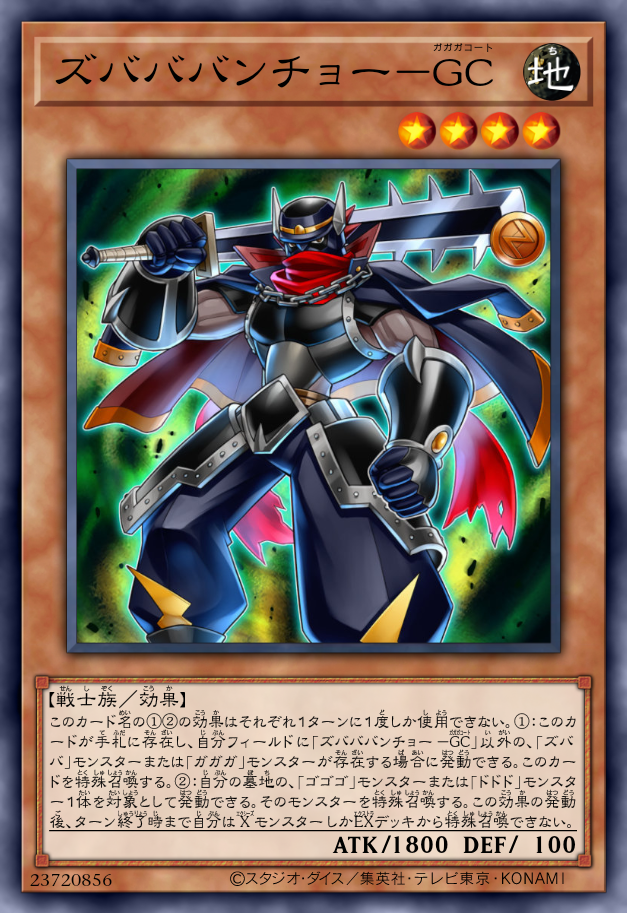 ガガガコート
ズバババンチョー－GC
ち
地
せんしぞく こうか
【戦士族／効果】
このカード名の①②の効果はそれぞれ1ターンに1度しか使用できない。①：このカ
ードが手札に存在し、自分フィールドに「ズバババンチョー－GC」以外の、「ズバ
バ」モンスターまたは「ガガガ」モンスターが存在する場合に発動できる。このカー
ドを特殊召喚する。②：自分の墓地の、「ゴゴゴ」モンスターまたは「ドドド」モンスタ
ー1体を対象として発動できる。そのモンスターを特殊召喚する。この効果の発動
後、ターン終了時まで自分はXモンスターしかEXデッキから特殊召喚できない。
ATK/1800 DEF/ 100
23720856 ©スタジオ・ダイス／集英社・テレビ東京・KONAMI